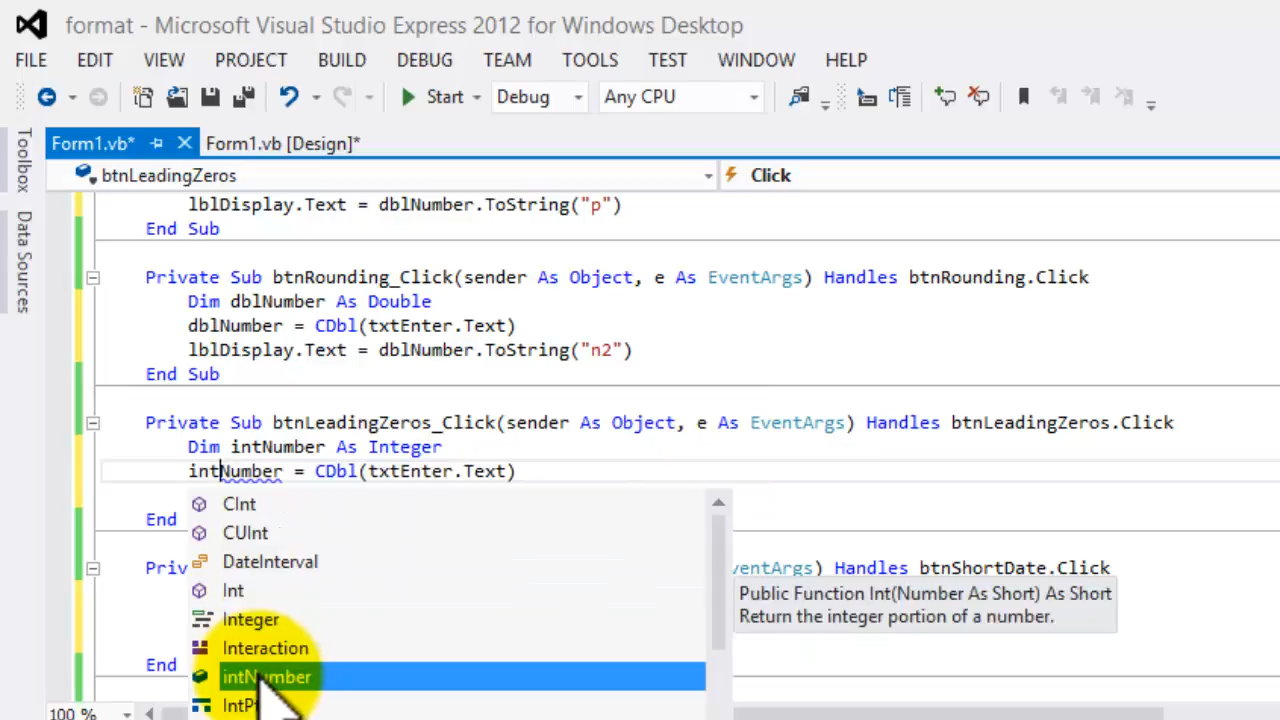 format - Microsoft Visual Studio Express 2012 for Windows Desktop
FILE EDIT VIEW PROJECT BUILD DEBUG TEAM TOOLS TEST WINDOW HELP
Start Debug Any CPU
Toolbox
Data Sources
Form1.vb* Form1.vb [Design]*
btnLeadingZeros Click
lblDisplay.Text = dblNumber.ToString("p")
End Sub
Private Sub btnRounding_Click(sender As Object, e As EventArgs) Handles btnRounding.Click
Dim dblNumber As Double
dblNumber = CDbl(txtEnter.Text)
lblDisplay.Text = dblNumber.ToString("n2")
End Sub
Private Sub btnLeadingZeros_Click(sender As Object, e As EventArgs) Handles btnLeadingZeros.Click
Dim intNumber As Integer
intNumber = CDbl(txtEnter.Text)
CInt
End CUInt
DateInterval
Priv ventArgs) Handles btnShortDate.Click
Int Public Function Int(Number As Short) As Short
Integer Return the integer portion of a number.
Interaction
End intNumber
IntP
100 %